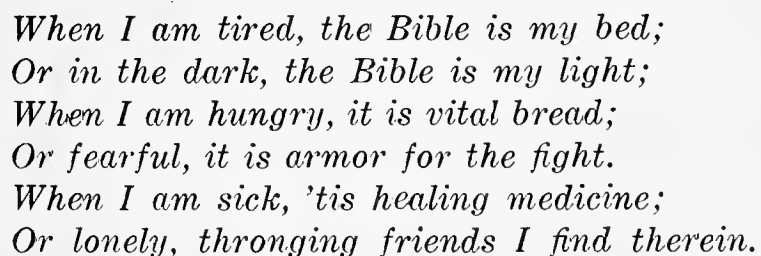 When I am tired, the Bible is my bed;
Or in the dark, the Bible is my light;
When I am hungry, it is vital bread;
Or fearful, it is armor for the fight.
When I am sick, 'tis healing medicine;
Or lonely, thronging friends I find therein.